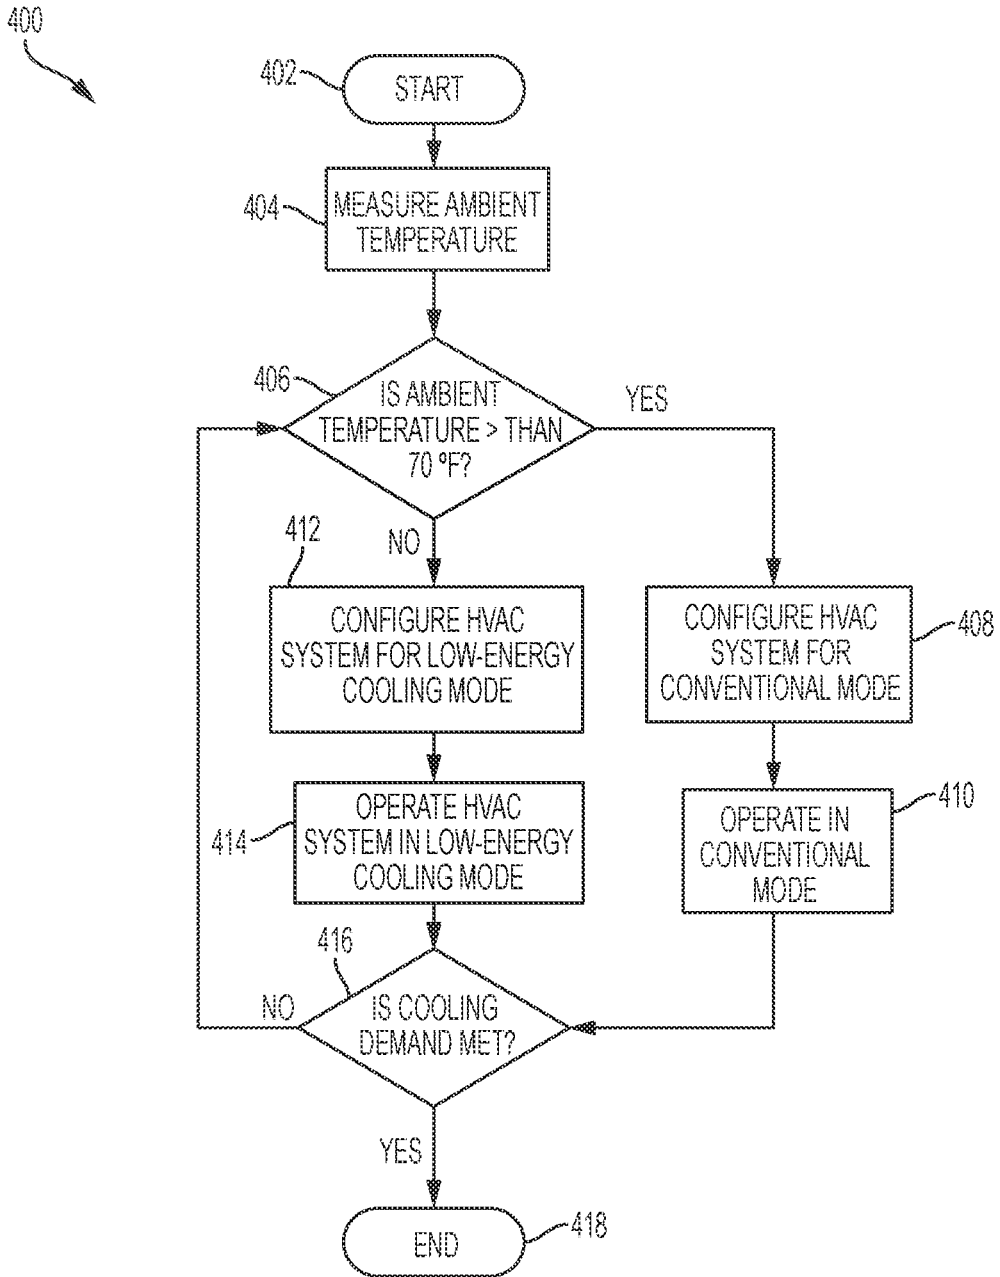 400
402
START
404
MEASURE AMBIENT
TEMPERATURE
406
IS AMBIENT
TEMPERATURE > THAN
70 ºF?
YES
NO
412
CONFIGURE HVAC
SYSTEM FOR LOW-ENERGY
COOLING MODE
CONFIGURE HVAC
SYSTEM FOR
CONVENTIONAL MODE
408
414
OPERATE HVAC
SYSTEM IN LOW-ENERGY
COOLING MODE
OPERATE IN
CONVENTIONAL
MODE
410
416
NO
IS COOLING
DEMAND MET?
YES
END
418